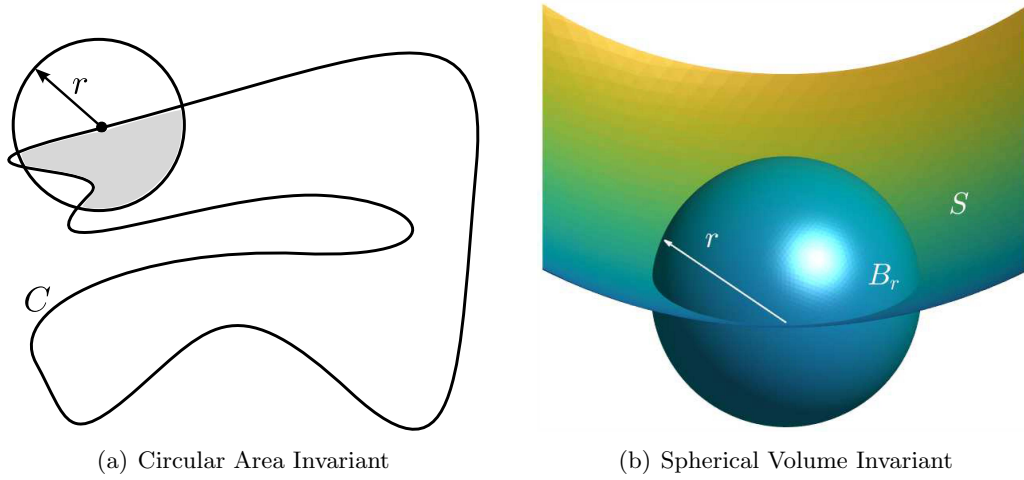 r
C
(a) Circular Area Invariant
S
r
B_r
(b) Spherical Volume Invariant